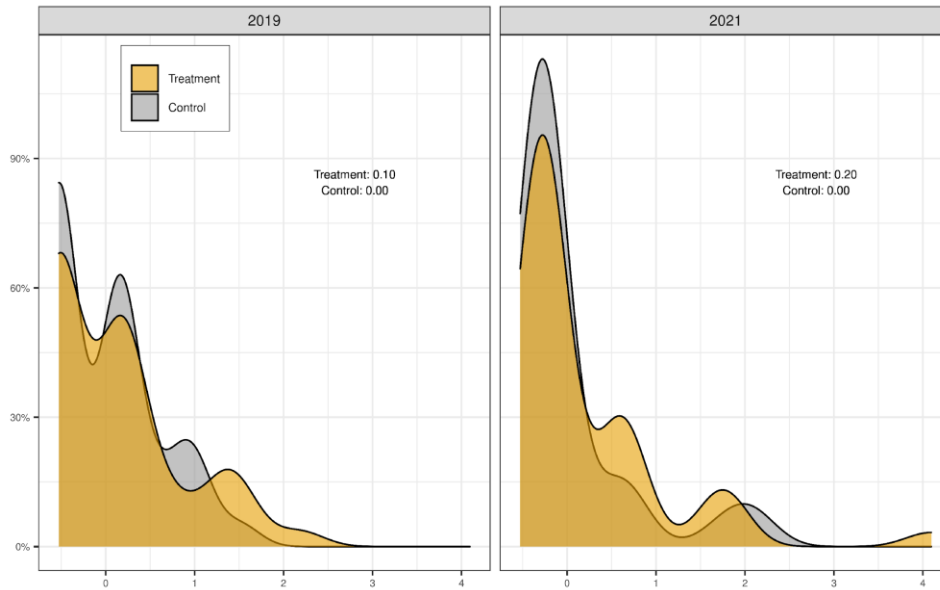 2019
2021
Treatment
Control
Treatment: 0.10
Control: 0.00
Treatment: 0.20
Control: 0.00
90%
60%
30%
0%
0 1 2 3 4
0 1 2 3 4